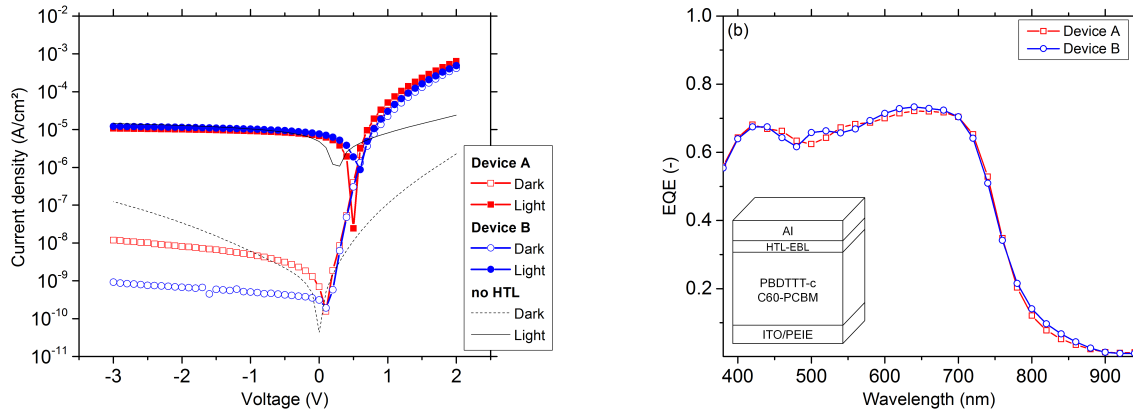 10⁻²
10⁻³
10⁻⁴
10⁻⁵
10⁻⁶
10⁻⁷
10⁻⁸
10⁻⁹
10⁻¹⁰
10⁻¹¹
Current density (A/cm²)
-3
-2
-1
0
1
2
Voltage (V)
Device A
Dark
Light
Device B
Dark
Light
no HTL
Dark
Light
(b)
Device A
Device B
1.0
0.8
0.6
0.4
0.2
EQE (-)
Al
HTL-EBL
PBDTTT-c
C60-PCBM
ITO/PEIE
400
500
600
700
800
900
Wavelength (nm)